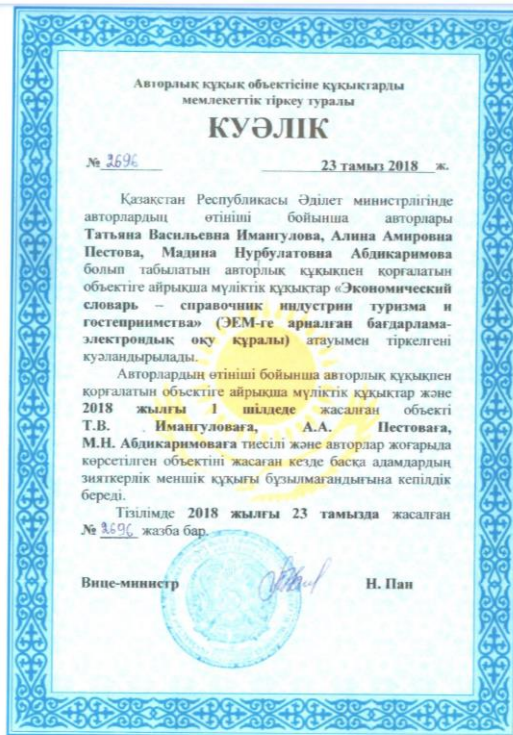 Авторлық құқық объектісіне құқықтарды
мемлекеттік тіркеу туралы
КУӘЛІК
№ 2696 23 тамыз 2018 ж.
Қазақстан Республикасы Әділет министрлігінде
авторлардың өтініші бойынша авторлары
Татьяна Васильевна Имангулова, Алина Амировна
Пестова, Мадина Нурбулатовна Абдикаримова
болып табылатын авторлық құқықпен қорғалатын
объектіге айрықша мүліктік құқықтар «Экономический
словарь – справочник индустрии туризма и
гостеприимства» (ЭЕМ-ге арналған бағдарлама-
электрондық оқу құралы) атауымен тіркелгені
куәландырылады.
Авторлардың өтініші бойынша авторлық құқықпен
қорғалатын объектіге айрықша мүліктік құқықтар және
2018 жылғы 1 шілдеде жасалған объекті
Т.В. Имангуловаға, А.А. Пестоваға,
М.Н. Абдикаримоваға тиесілі және авторлар жоғарыда
көрсетілген объектіні жасаған кезде басқа адамдардың
зияткерлік меншік құқығы бұзылмағандығына кепілдік
береді.
Тізілімде 2018 жылғы 23 тамызда жасалған
№ 2696 жазба бар.
Вице-министр Н. Пан